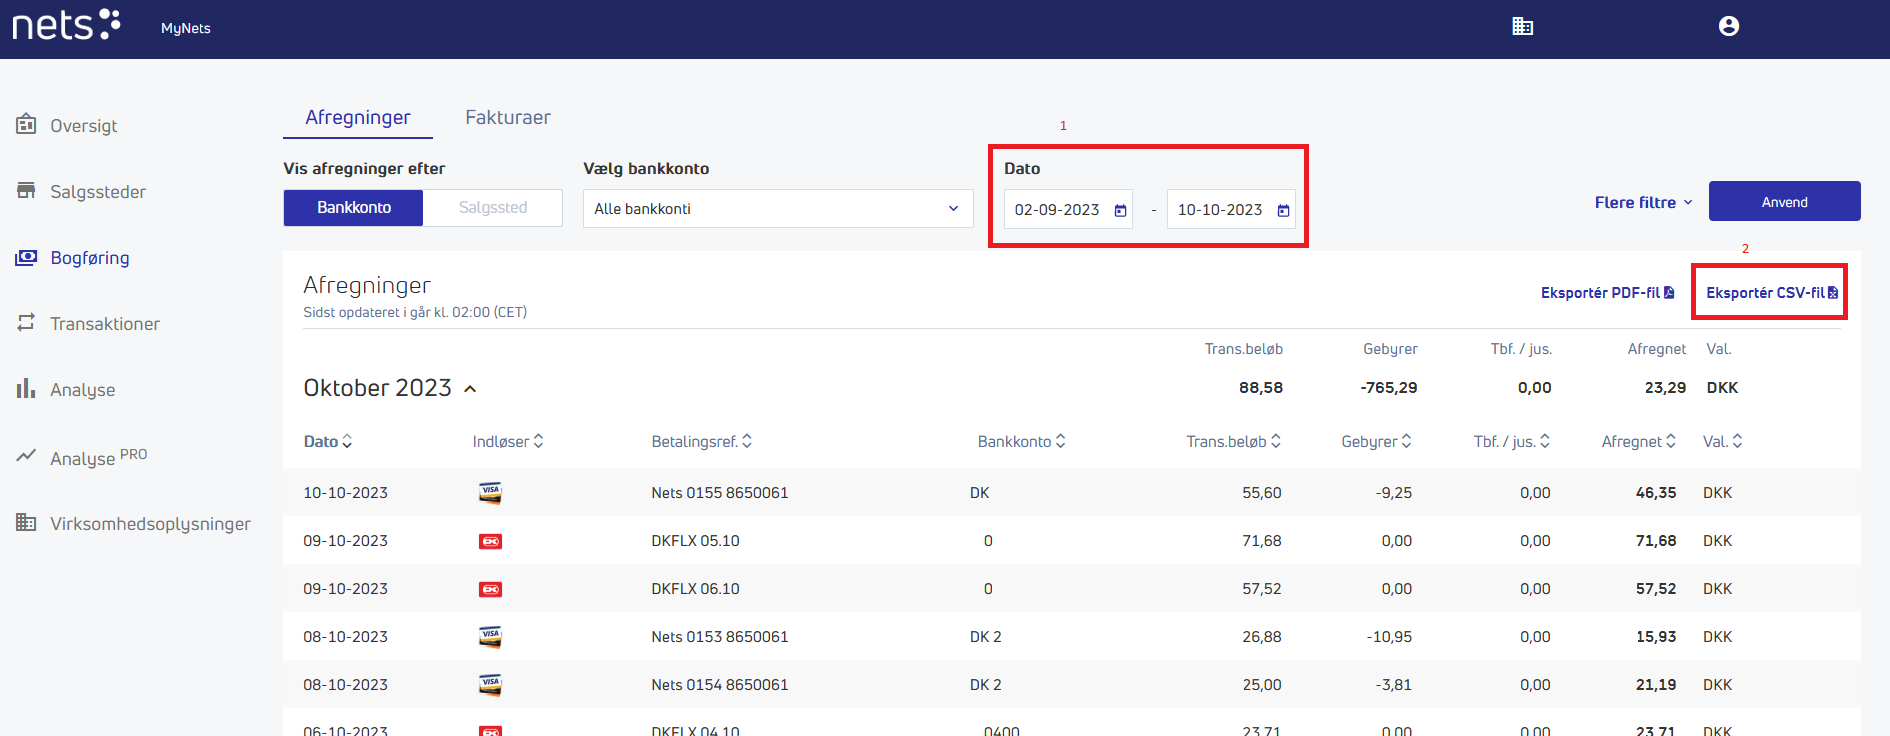 nets
MyNets
Oversigt
Salgssteder
Bogføring
Transaktioner
Analyse
Analyse PRO
Virksomhedsoplysninger
Afregninger Fakturaer
1
Vis afregninger efter Vælg bankkonto Dato
Bankkonto Salgssted Alle bankkonti 02-09-2023 - 10-10-2023 Flere filtre Anvend
2
Afregninger
Sidst opdateret i går kl. 02:00 (CET)
Eksportér PDF-fil Eksportér CSV-fil
Trans.beløb Gebyrer Tbf. / jus. Afregnet Val.
Oktober 2023 88,58 -765,29 0,00 23,29 DKK
Dato Indløser Betalingsref. Bankkonto Trans.beløb Gebyrer Tbf. / jus. Afregnet Val.
10-10-2023 VISA Nets 0155 8650061 DK 55,60 -9,25 0,00 46,35 DKK
09-10-2023 DKFLX 05.10 0 71,68 0,00 0,00 71,68 DKK
09-10-2023 DKFLX 06.10 0 57,52 0,00 0,00 57,52 DKK
08-10-2023 VISA Nets 0153 8650061 DK 2 26,88 -10,95 0,00 15,93 DKK
08-10-2023 VISA Nets 0154 8650061 DK 2 25,00 -3,81 0,00 21,19 DKK
06-10-2023 DKFLX 04.10 0400 23,71 0,00 0,00 23,71 DKK